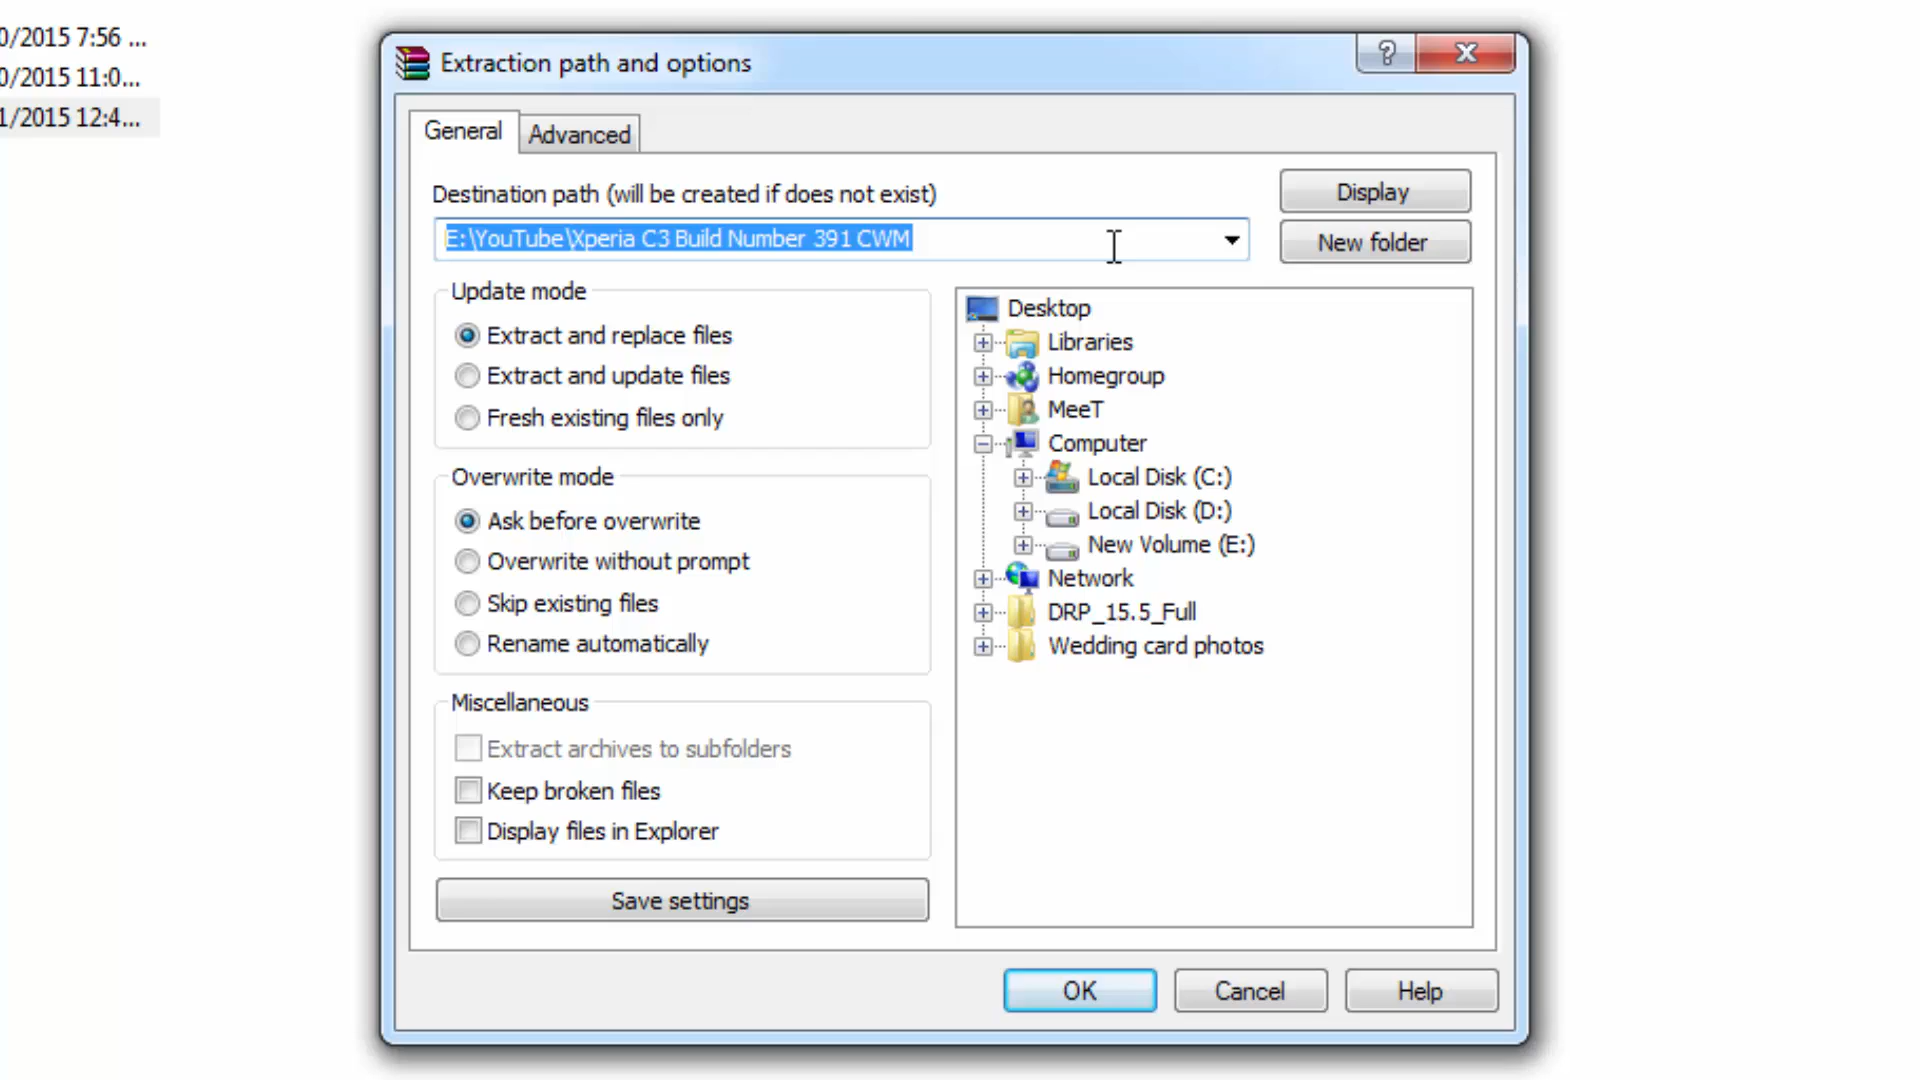 0/2015 7:56 ...
0/2015 11:0...
1/2015 12:4...
Extraction path and options
?
General
Advanced
Destination path (will be created if does not exist)
Display
E:\YouTube\Xperia C3 Build Number 391 CWM
New folder
Update mode
Extract and replace files
Extract and update files
Fresh existing files only
Overwrite mode
Ask before overwrite
Overwrite without prompt
Skip existing files
Rename automatically
Miscellaneous
Extract archives to subfolders
Keep broken files
Display files in Explorer
Save settings
Desktop
Libraries
Homegroup
MeeT
Computer
Local Disk (C:)
Local Disk (D:)
New Volume (E:)
Network
DRP_15.5_Full
Wedding card photos
OK
Cancel
Help